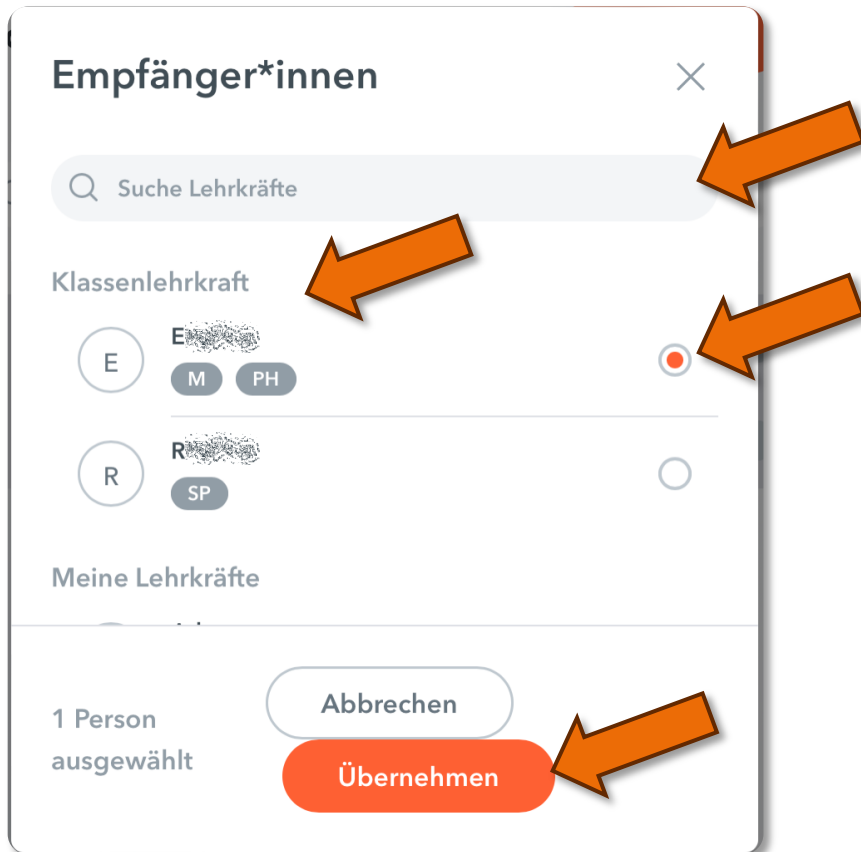 Empfänger*innen
Suche Lehrkräfte
Klassenlehrkraft
E
E
M PH
R
R
SP
Meine Lehrkräfte
1 Person
ausgewählt
Abbrechen
Übernehmen